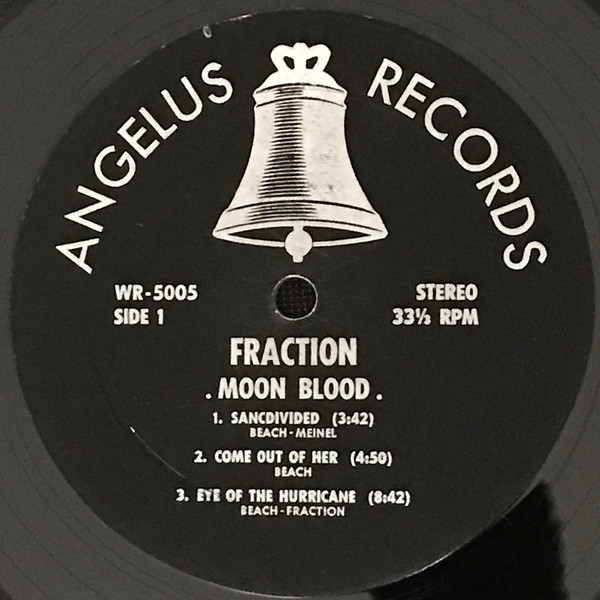 ANGELUS RECORDS
WR-5005
SIDE 1
STEREO
33⅓ RPM
FRACTION
. MOON BLOOD .
1. SANCDIVIDED (3:42)
BEACH-MEINEL
2. COME OUT OF HER (4:50)
BEACH
3. EYE OF THE HURRICANE (8:42)
BEACH-FRACTION